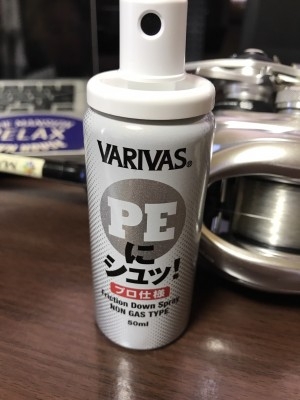 VARIVAS®
PE
に
シュッ!
プロ仕様
Friction Down Spray
NON GAS TYPE
50ml
RELAX